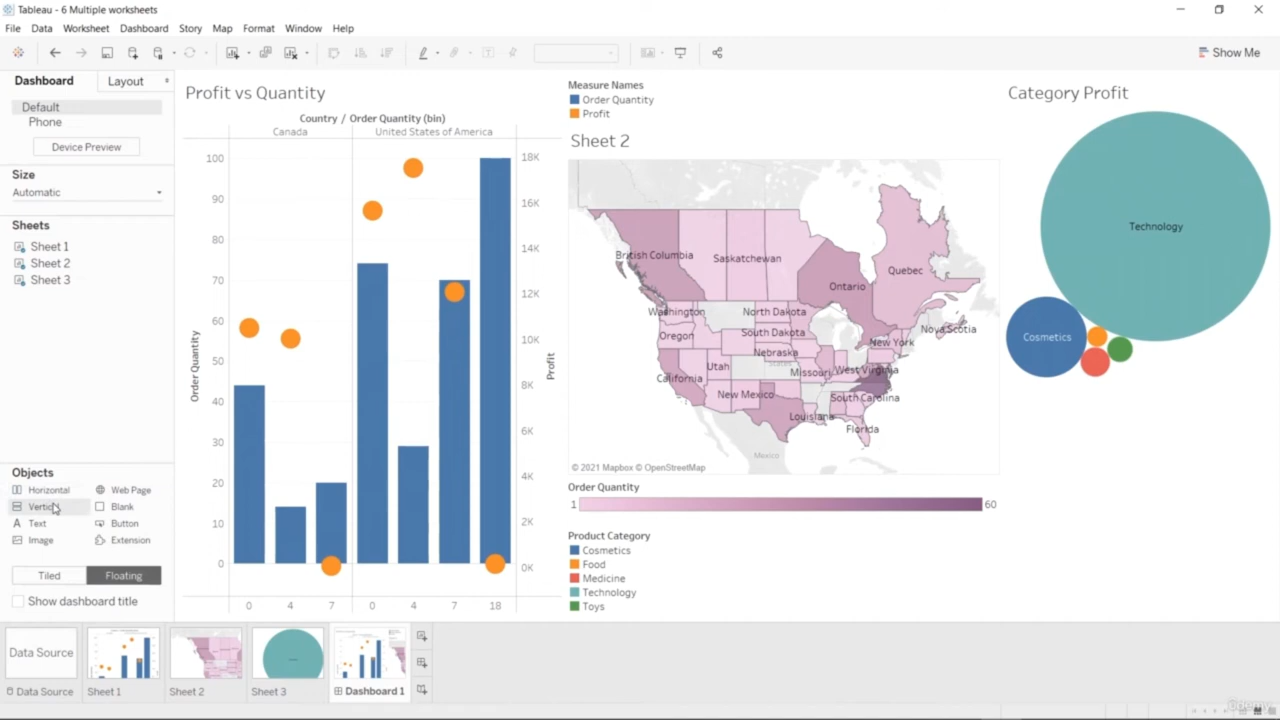 Tableau - 6 Multiple worksheets
File Data Worksheet Dashboard Story Map Format Window Help
Show Me
Dashboard Layout
Default
Phone
Device Preview
Size
Automatic
Sheets
Sheet 1
Sheet 2
Sheet 3
Objects
Horizontal Web Page
Vertical Blank
Text Button
Image Extension
Tiled Floating
Show dashboard title
Profit vs Quantity
Country / Order Quantity (bin)
Canada United States of America
100
90
80
70
60
50
40
30
20
10
0
Order Quantity
18K
16K
14K
12K
10K
8K
6K
4K
2K
0K
Profit
0 4 7 0 4 7 18
Measure Names
Order Quantity
Profit
Sheet 2
British Columbia
Saskatchewan
Ontario
Quebec
Washington
North Dakota
Nova Scotia
Oregon
South Dakota
New York
Nebraska
States
Utah
Missouri
West Virginia
California
New Mexico
South Carolina
Louisiana
Florida
Mexico
© 2021 Mapbox © OpenStreetMap
Order Quantity
1 60
Product Category
Cosmetics
Food
Medicine
Technology
Toys
Category Profit
Technology
Cosmetics
Data Source
Data Source Sheet 1 Sheet 2 Sheet 3 Dashboard 1
Udemy